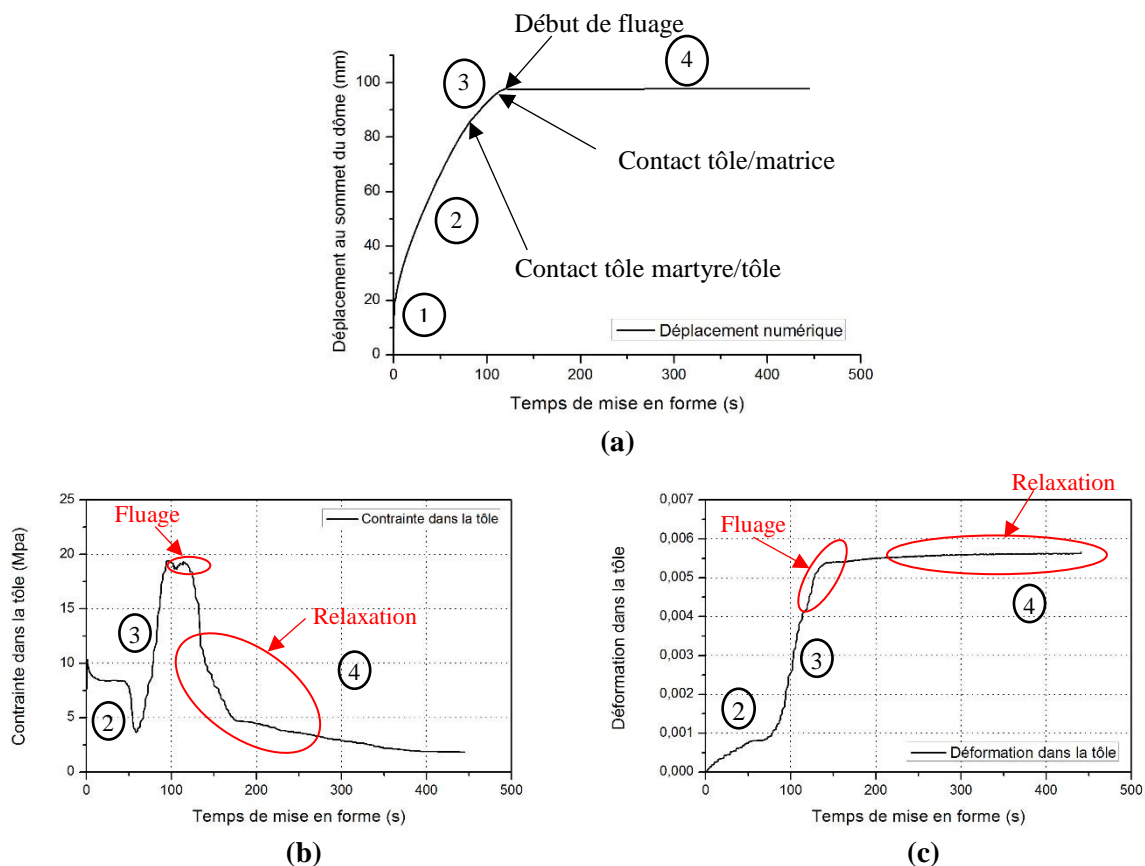 Début de fluage
Déplacement au sommet du dôme (mm)
100
80
60
40
20
0
3
4
Contact tôle/matrice
2
Contact tôle martyre/tôle
1
Déplacement numérique
0 100 200 300 400 500
Temps de mise en forme (s)
(a)
Contrainte dans la tôle (Mpa)
25
20
15
10
5
0
Fluage
Contrainte dans la tôle
3
Relaxation
4
2
0 100 200 300 400 500
Temps de mise en forme (s)
(b)
Déformation dans la tôle
0,007
0,006
0,005
0,004
0,003
0,002
0,001
0,000
Relaxation
Fluage
4
3
2
Déformation dans la tôle
0 100 200 300 400 500
Temps de mise en forme (s)
(c)